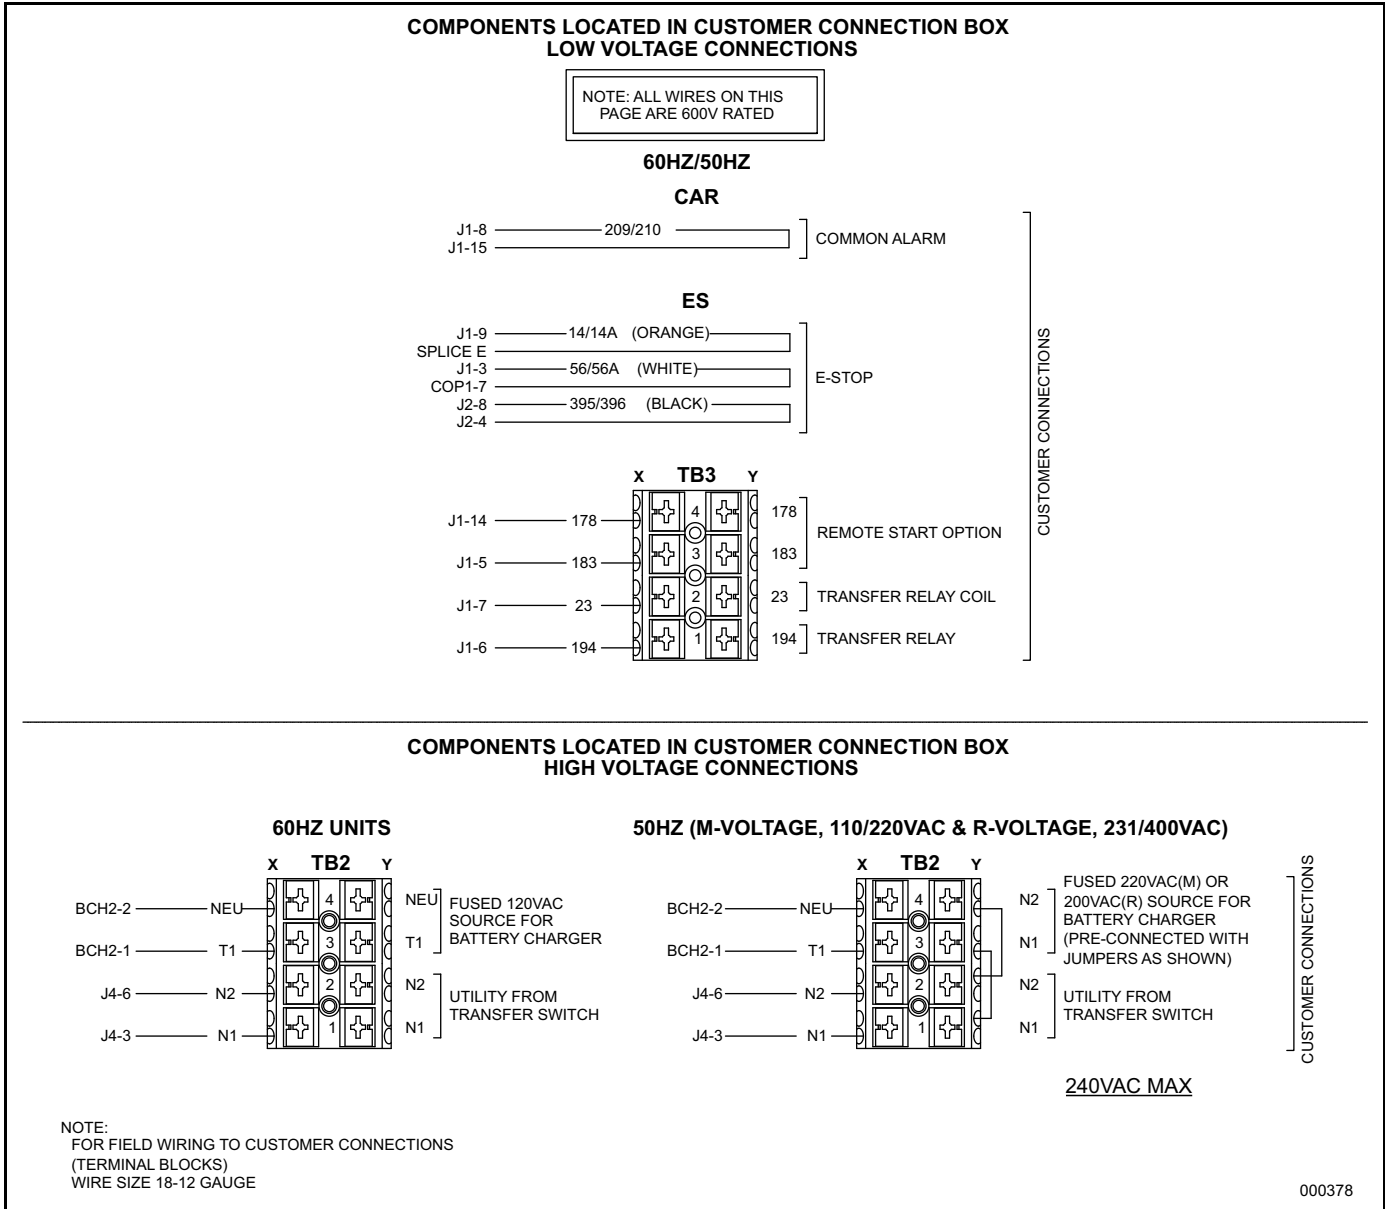 COMPONENTS LOCATED IN CUSTOMER CONNECTION BOX
LOW VOLTAGE CONNECTIONS
NOTE: ALL WIRES ON THIS
PAGE ARE 600V RATED
60HZ/50HZ
CAR
J1-8 209/210
J1-15
COMMON ALARM
ES
J1-9 14/14A (ORANGE)
SPLICE E
J1-3 56/56A (WHITE)
COP1-7
J2-8 395/396 (BLACK)
J2-4
E-STOP
X TB3 Y
J1-14 178 4 178
J1-5 183 3 183
REMOTE START OPTION
J1-7 23 2 23 TRANSFER RELAY COIL
J1-6 194 1 194 TRANSFER RELAY
CUSTOMER CONNECTIONS
COMPONENTS LOCATED IN CUSTOMER CONNECTION BOX
HIGH VOLTAGE CONNECTIONS
60HZ UNITS
X TB2 Y
BCH2-2 NEU 4 NEU
BCH2-1 T1 3 T1
FUSED 120VAC
SOURCE FOR
BATTERY CHARGER
J4-6 N2 2 N2
J4-3 N1 1 N1
UTILITY FROM
TRANSFER SWITCH
50HZ (M-VOLTAGE, 110/220VAC & R-VOLTAGE, 231/400VAC)
X TB2 Y
BCH2-2 NEU 4 N2
BCH2-1 T1 3 N1
FUSED 220VAC(M) OR
200VAC(R) SOURCE FOR
BATTERY CHARGER
(PRE-CONNECTED WITH
JUMPERS AS SHOWN)
J4-6 N2 2 N2
J4-3 N1 1 N1
UTILITY FROM
TRANSFER SWITCH
CUSTOMER CONNECTIONS
240VAC MAX
NOTE:
FOR FIELD WIRING TO CUSTOMER CONNECTIONS
(TERMINAL BLOCKS)
WIRE SIZE 18-12 GAUGE
000378